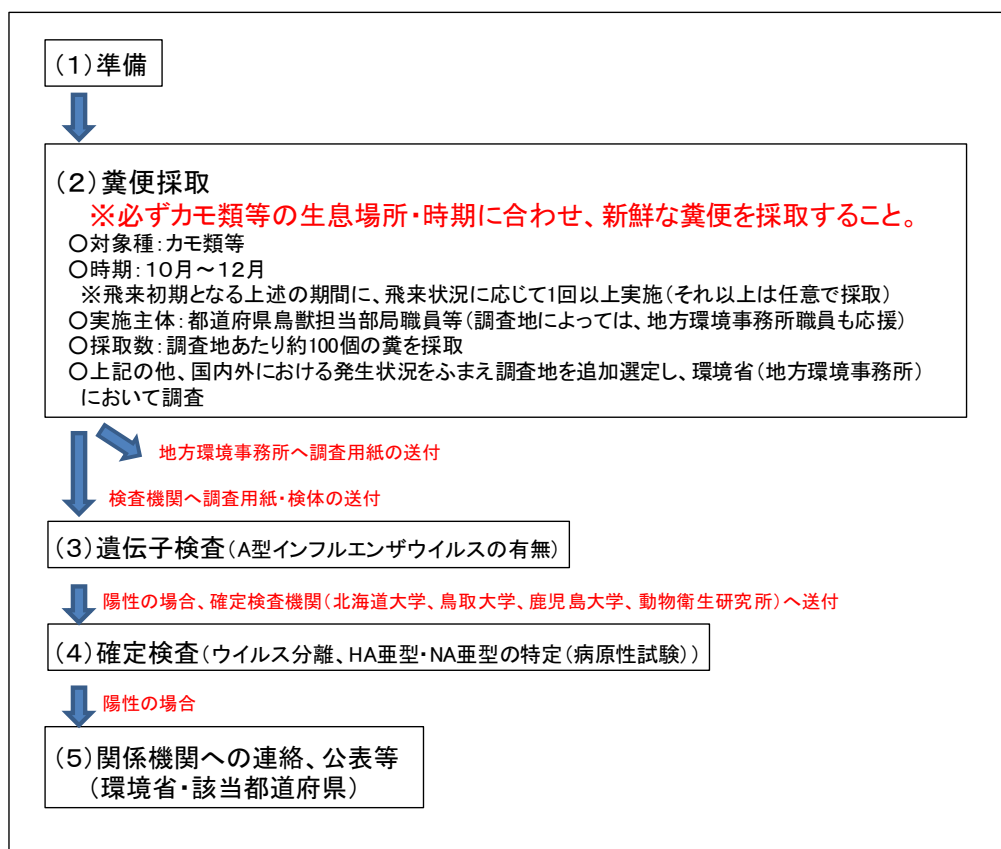 （１）準備
（２）糞便採取
※必ずカモ類等の生息場所・時期に合わせ、新鮮な糞便を採取すること。
○対象種：カモ類等
○時期：１０月～１２月
※飛来初期となる上述の期間に、飛来状況に応じて1回以上実施（それ以上は任意で採取）
○実施主体：都道府県鳥獣担当部局職員等（調査地によっては、地方環境事務所職員も応援）
○採取数：調査地あたり約100個の糞を採取
○上記の他、国内外における発生状況をふまえ調査地を追加選定し、環境省（地方環境事務所）
において調査
地方環境事務所へ調査用紙の送付
検査機関へ調査用紙・検体の送付
（３）遺伝子検査（A型インフルエンザウイルスの有無）
陽性の場合、確定検査機関（北海道大学、鳥取大学、鹿児島大学、動物衛生研究所）へ送付
（４）確定検査（ウイルス分離、HA亜型・NA亜型の特定（病原性試験））
陽性の場合
（５）関係機関への連絡、公表等
（環境省・該当都道府県）